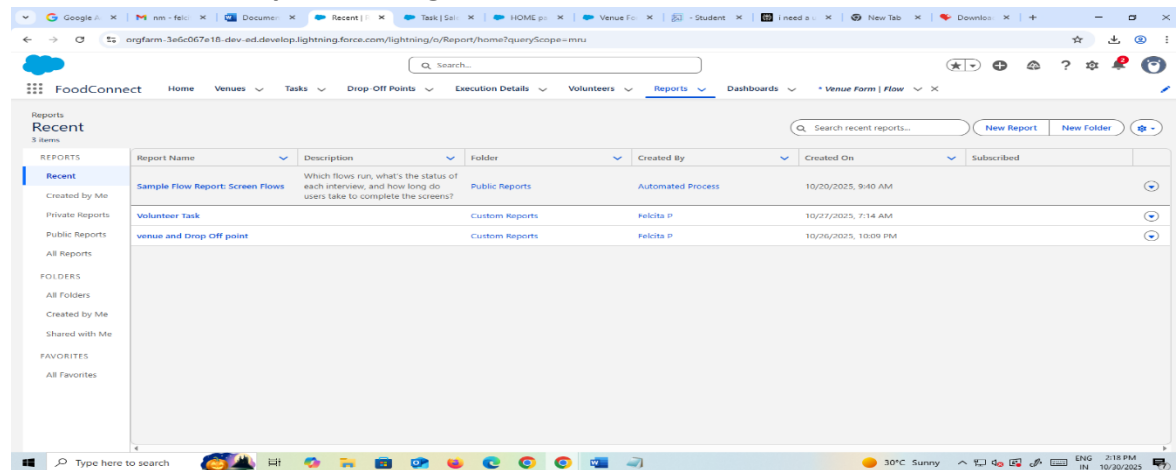 Google A
nm - felci
Documen
Recent | R
Task | Sale
HOME pa
Venue Fo
- Student
i need a u
New Tab
Downloa
orgfarm-3e6c067e18-dev-ed.develop.lightning.force.com/lightning/o/Report/home?queryScope=mru
Search...
FoodConnect Home Venues Tasks Drop-Off Points Execution Details Volunteers Reports Dashboards * Venue Form | Flow
Reports
Recent
3 items
Search recent reports...
New Report
New Folder
REPORTS
Recent
Created by Me
Private Reports
Public Reports
All Reports
FOLDERS
All Folders
Created by Me
Shared with Me
FAVORITES
All Favorites
Report Name Description Folder Created By Created On Subscribed
Sample Flow Report: Screen Flows
Which flows run, what's the status of
each interview, and how long do
users take to complete the screens?
Public Reports Automated Process 10/20/2025, 9:40 AM
Volunteer Task Custom Reports Felcita P 10/27/2025, 7:14 AM
venue and Drop Off point Custom Reports Felcita P 10/26/2025, 10:09 PM
Type here to search
30°C Sunny
ENG
IN
2:18 PM
10/30/2025